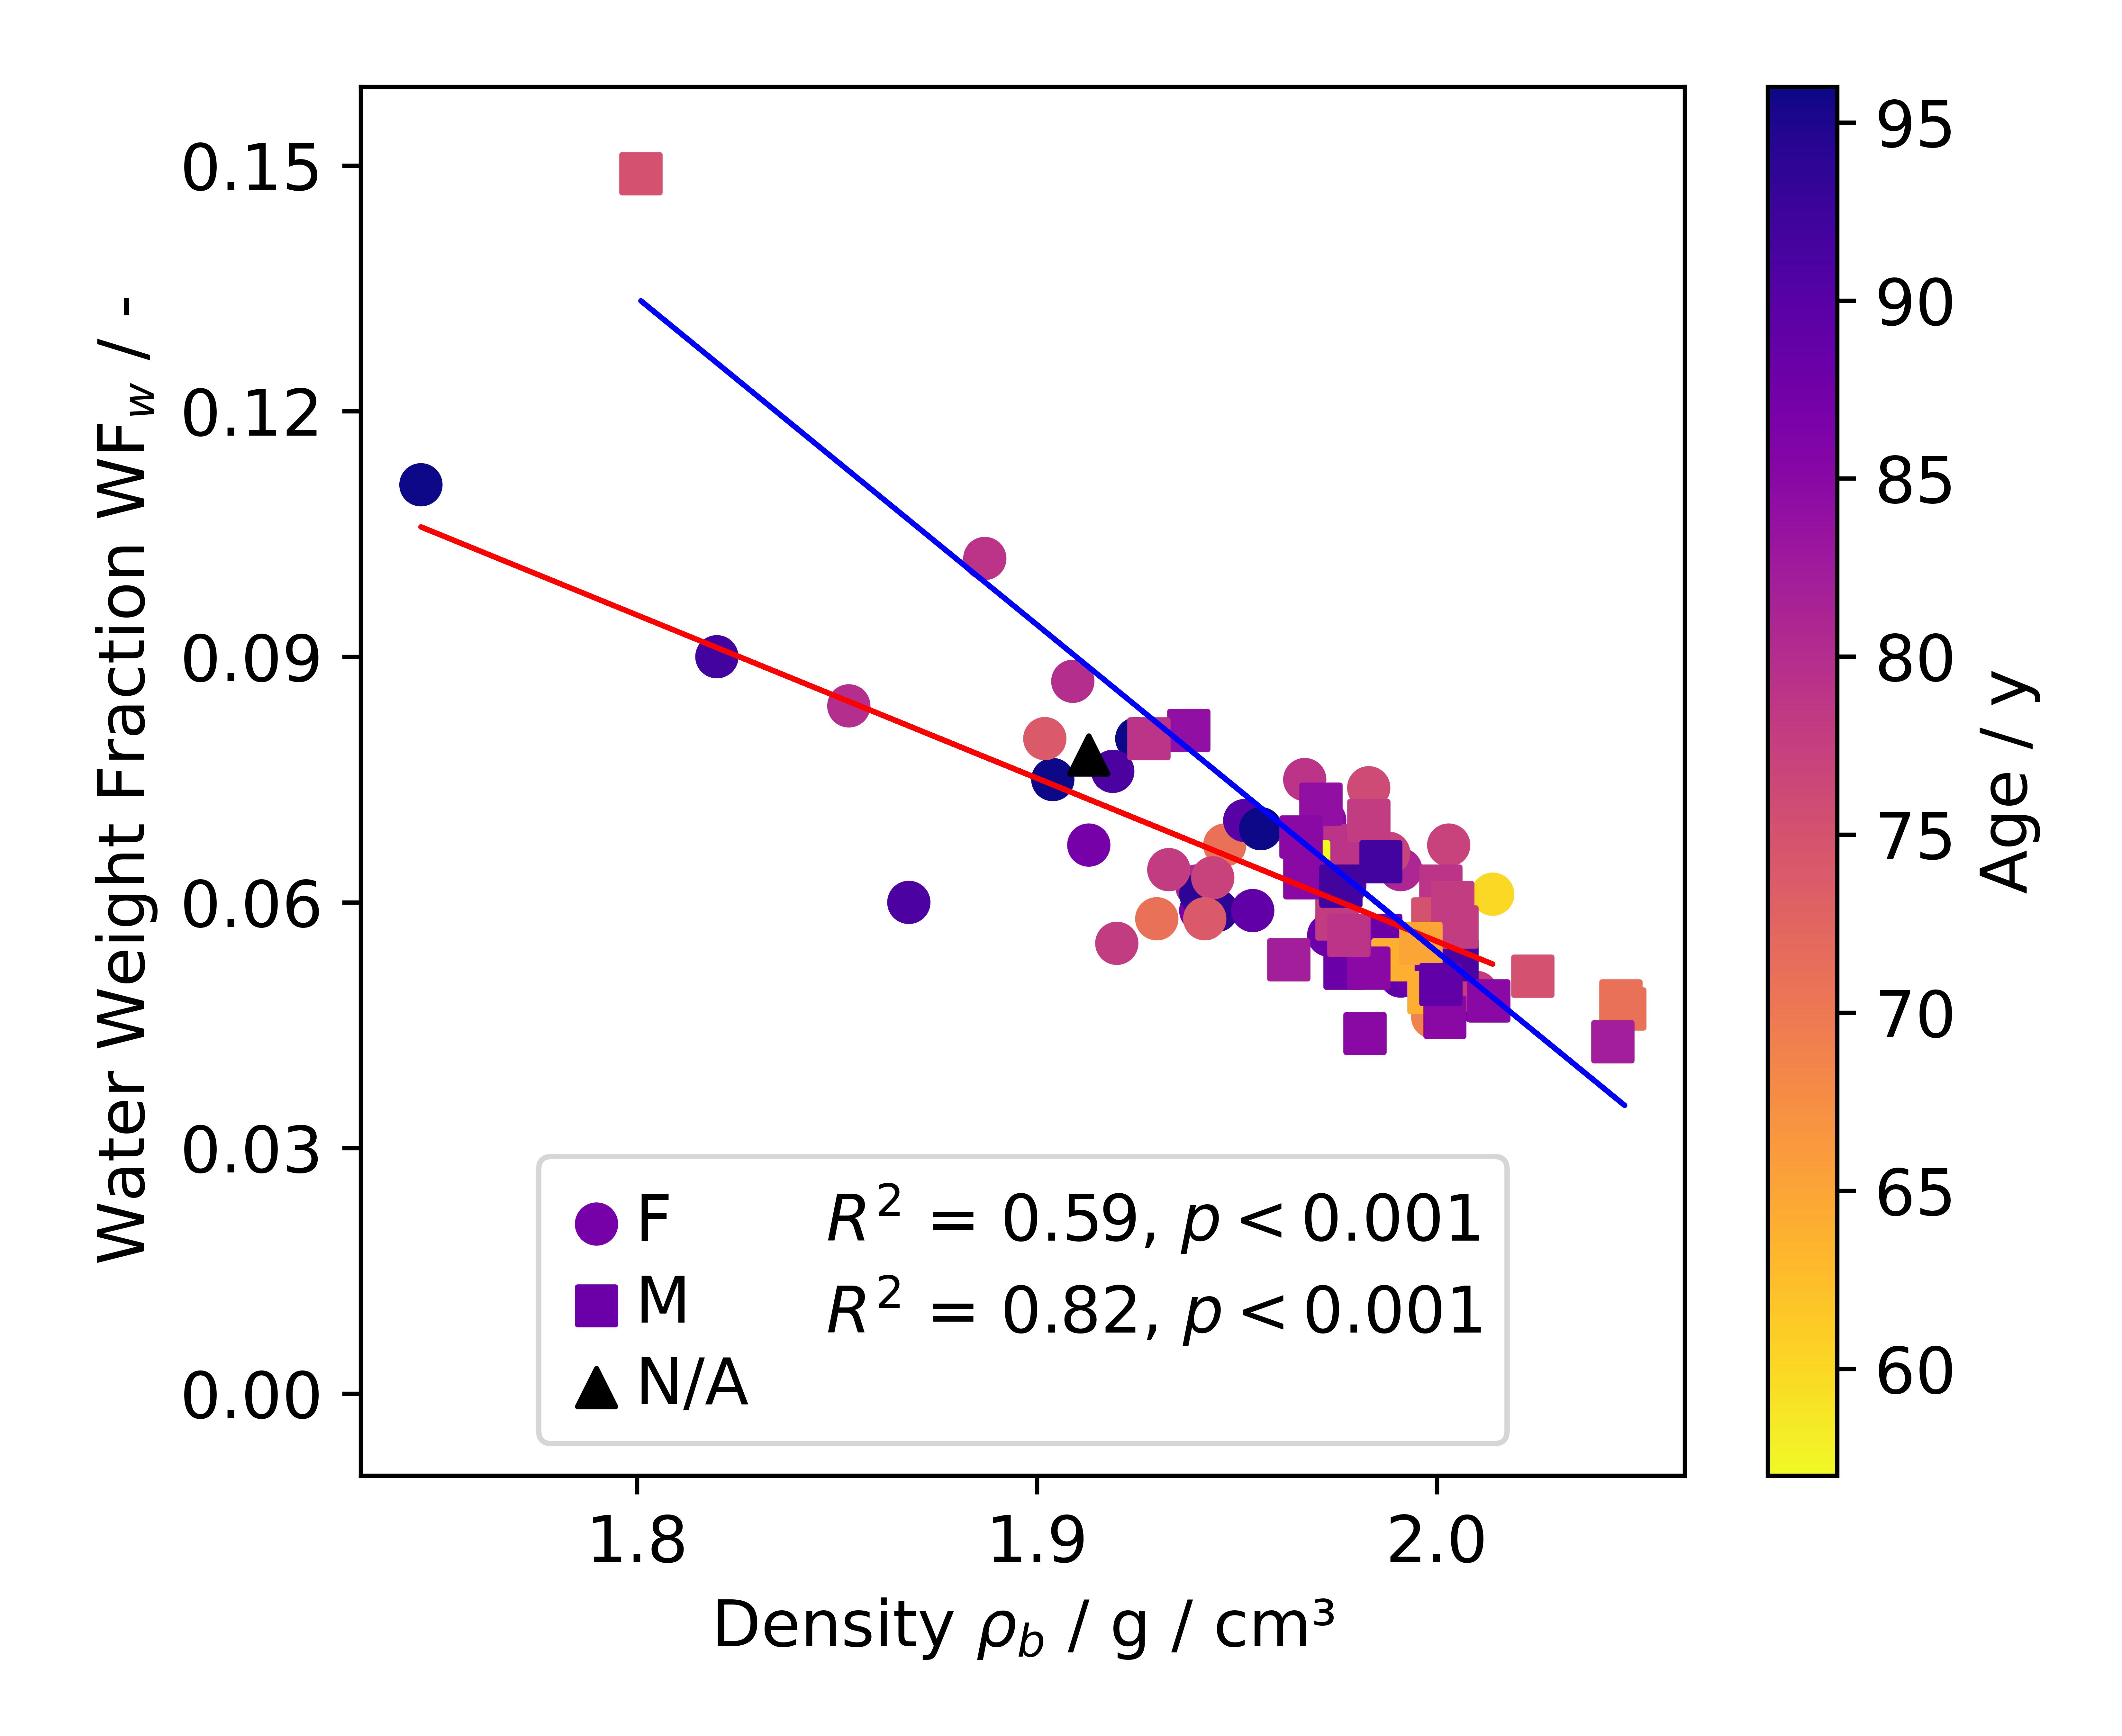 Water Weight Fraction WF_w / -
0.15
0.12
0.09
0.06
0.03
0.00
F R² = 0.59, p < 0.001
M R² = 0.82, p < 0.001
N/A
1.8 1.9 2.0
Density ρ_b / g / cm³
95
90
85
80
75
70
65
60
Age / y